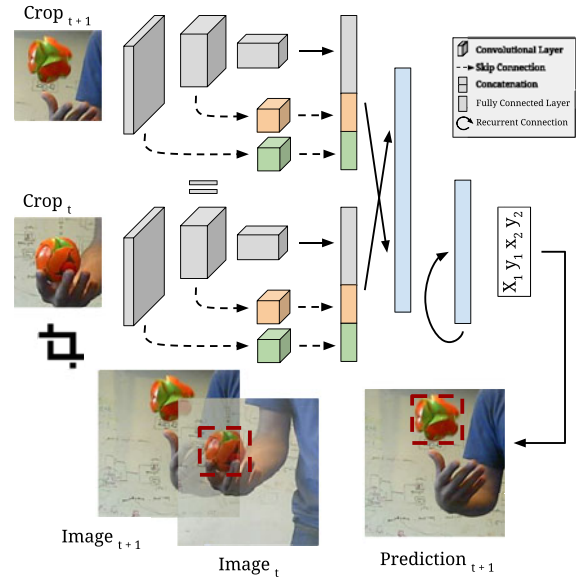 Crop t + 1
Convolutional Layer
Skip Connection
Concatenation
Fully Connected Layer
Recurrent Connection
Crop t
X1 y1 x2 y2
Image t + 1
Image t
Prediction t + 1